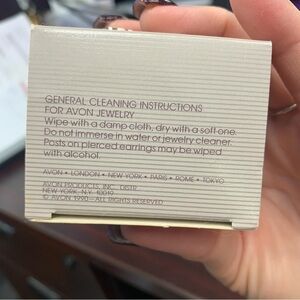 GENERAL CLEANING INSTRUCTIONS
FOR AVON JEWELRY
Wipe with a damp cloth, dry with a soft one.
Do not immerse in water or jewelry cleaner.
Posts on pierced earrings may be wiped
with alcohol.
AVON • LONDON • NEW YORK • PARIS • ROME • TOKYO
AVON PRODUCTS, INC., DISTR.
NEW YORK, N.Y. 10019
© AVON 1990 — ALL RIGHTS RESERVED